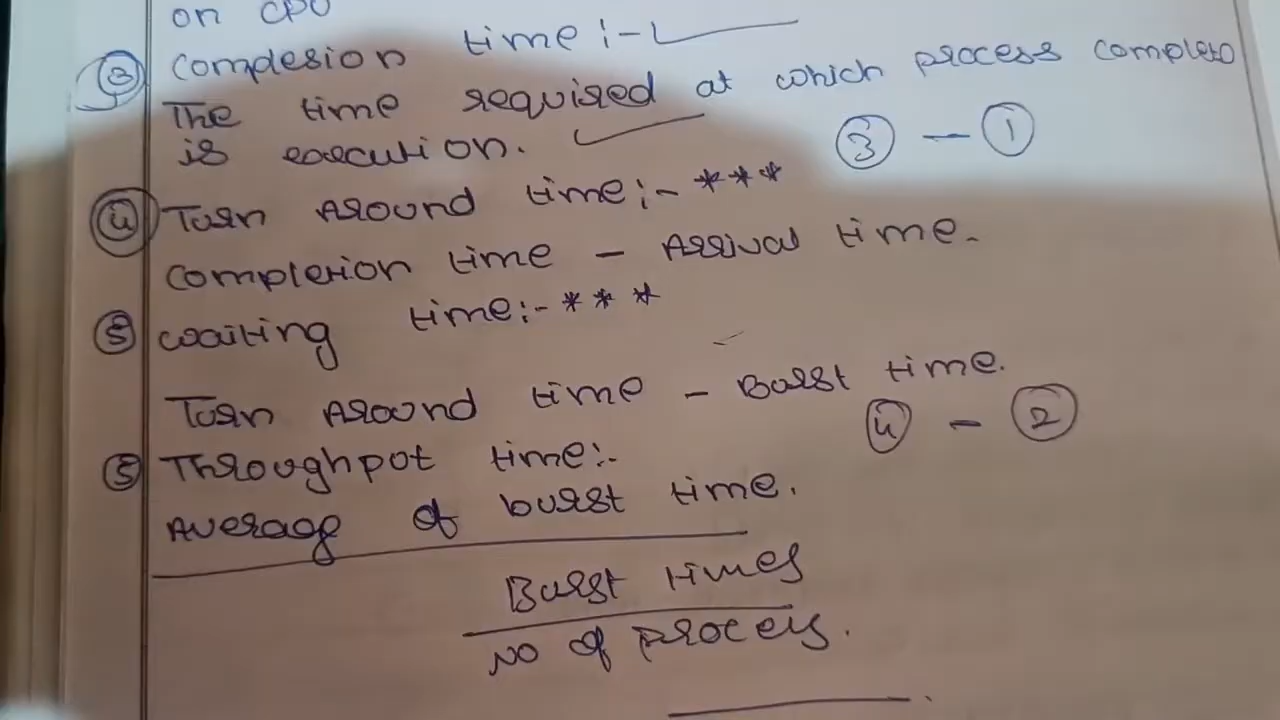 on CPU
③ Complesion time:-
The time required at which process completo
is execution.
③ - ①
④ Turn Around time:- ***
Completion time - Arrival time.
⑤ waiting time:- ***
Turn Around time - Burst time.
④ - ②
⑤ Throughpot time:-
Average of burst time.
Burst times
No of process.